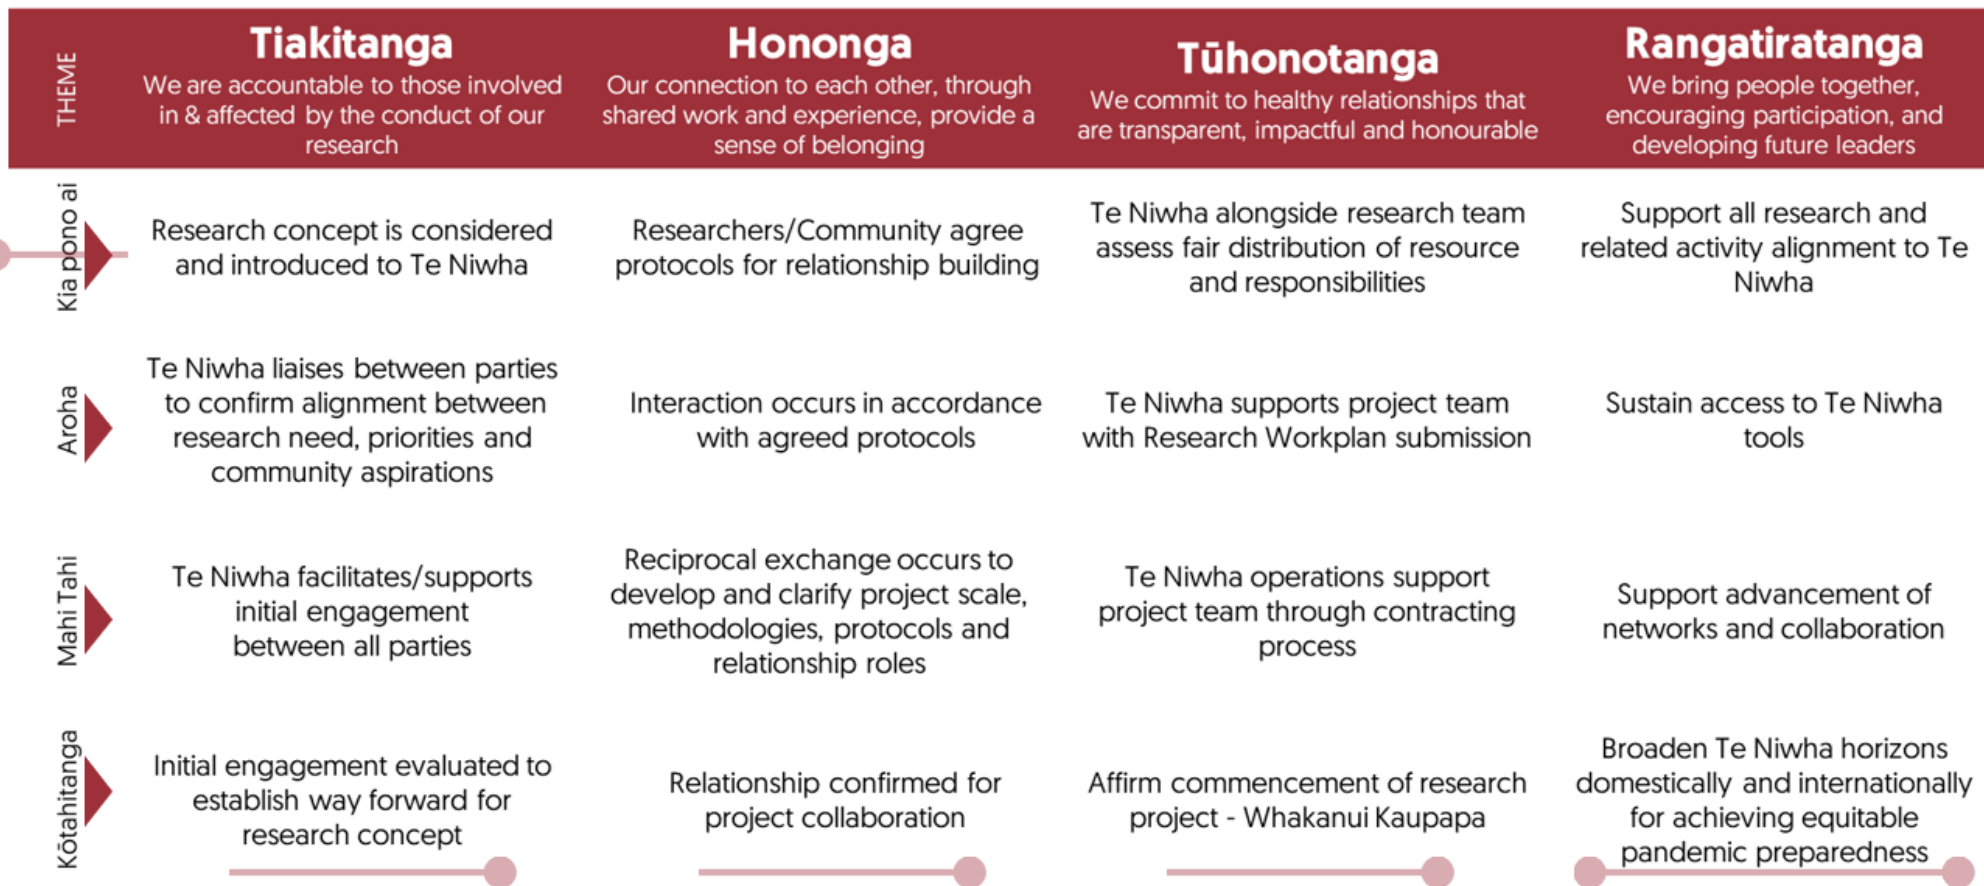 THEME
Tiakitanga
We are accountable to those involved
in & affected by the conduct of our
research
Hononga
Our connection to each other, through
shared work and experience, provide a
sense of belonging
Tūhonotanga
We commit to healthy relationships that
are transparent, impactful and honourable
Rangatiratanga
We bring people together,
encouraging participation, and
developing future leaders
Kia pono ai
Research concept is considered
and introduced to Te Niwha
Researchers/Community agree
protocols for relationship building
Te Niwha alongside research team
assess fair distribution of resource
and responsibilities
Support all research and
related activity alignment to Te
Niwha
Aroha
Te Niwha liaises between parties
to confirm alignment between
research need, priorities and
community aspirations
Interaction occurs in accordance
with agreed protocols
Te Niwha supports project team
with Research Workplan submission
Sustain access to Te Niwha
tools
Mahi Tahi
Te Niwha facilitates/supports
initial engagement
between all parties
Reciprocal exchange occurs to
develop and clarify project scale,
methodologies, protocols and
relationship roles
Te Niwha operations support
project team through contracting
process
Support advancement of
networks and collaboration
Kōtahitanga
Initial engagement evaluated to
establish way forward for
research concept
Relationship confirmed for
project collaboration
Affirm commencement of research
project - Whakanui Kaupapa
Broaden Te Niwha horizons
domestically and internationally
for achieving equitable
pandemic preparedness